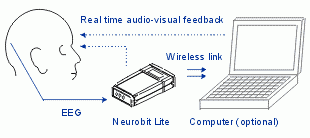 Real time audio-visual feedback
Wireless link
EEG
Neurobit Lite
Computer (optional)